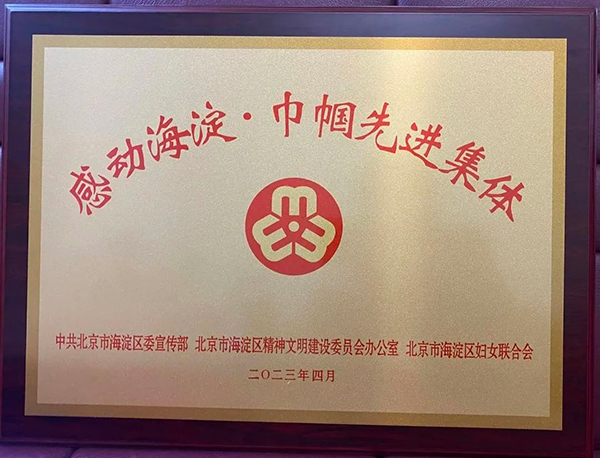 感动海淀·巾帼先进集体
中共北京市海淀区委宣传部 北京市海淀区精神文明建设委员会办公室 北京市海淀区妇女联合会
二〇二三年四月